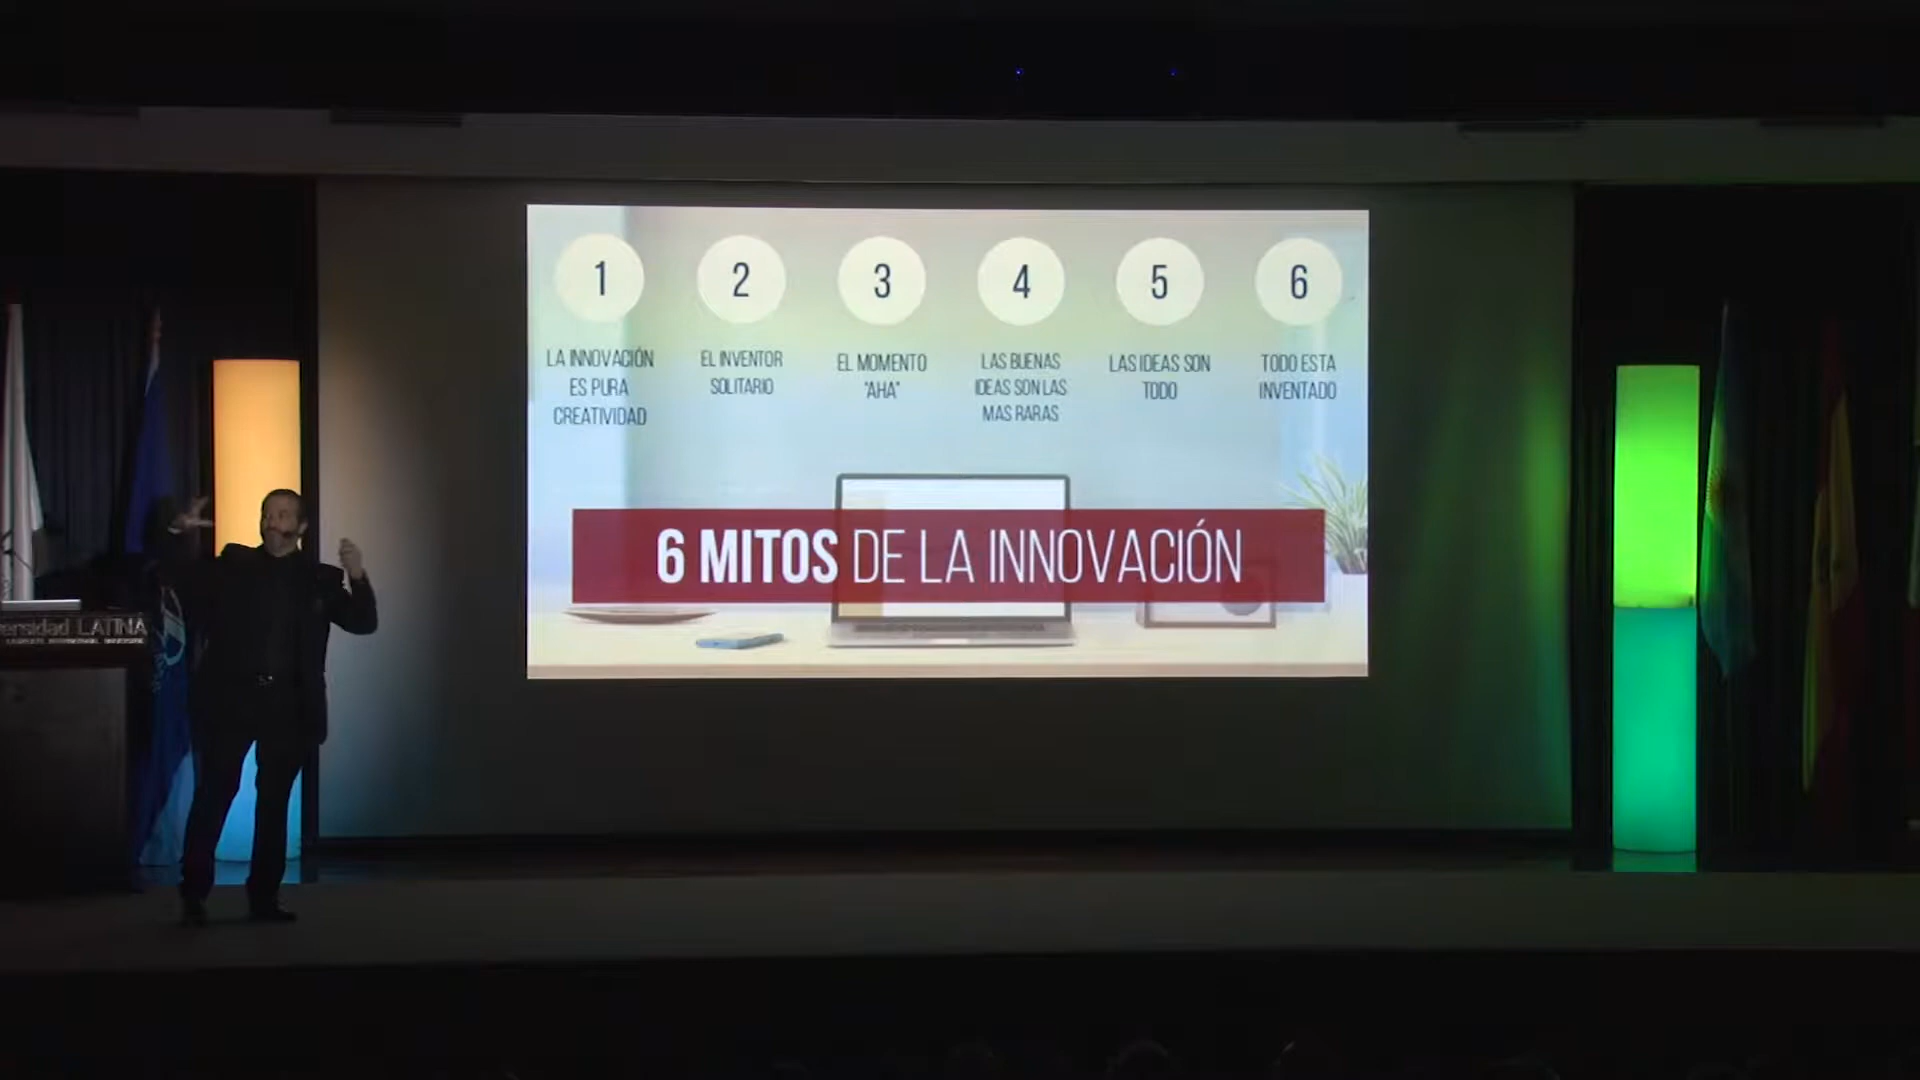 1
2
3
4
5
6
LA INNOVACIÓN
ES PURA
CREATIVIDAD
EL INVENTOR
SOLITARIO
EL MOMENTO
"AHA"
LAS BUENAS
IDEAS SON LAS
MAS RARAS
LAS IDEAS SON
TODO
TODO ESTA
INVENTADO
6 MITOS DE LA INNOVACIÓN
ersidad LATINA